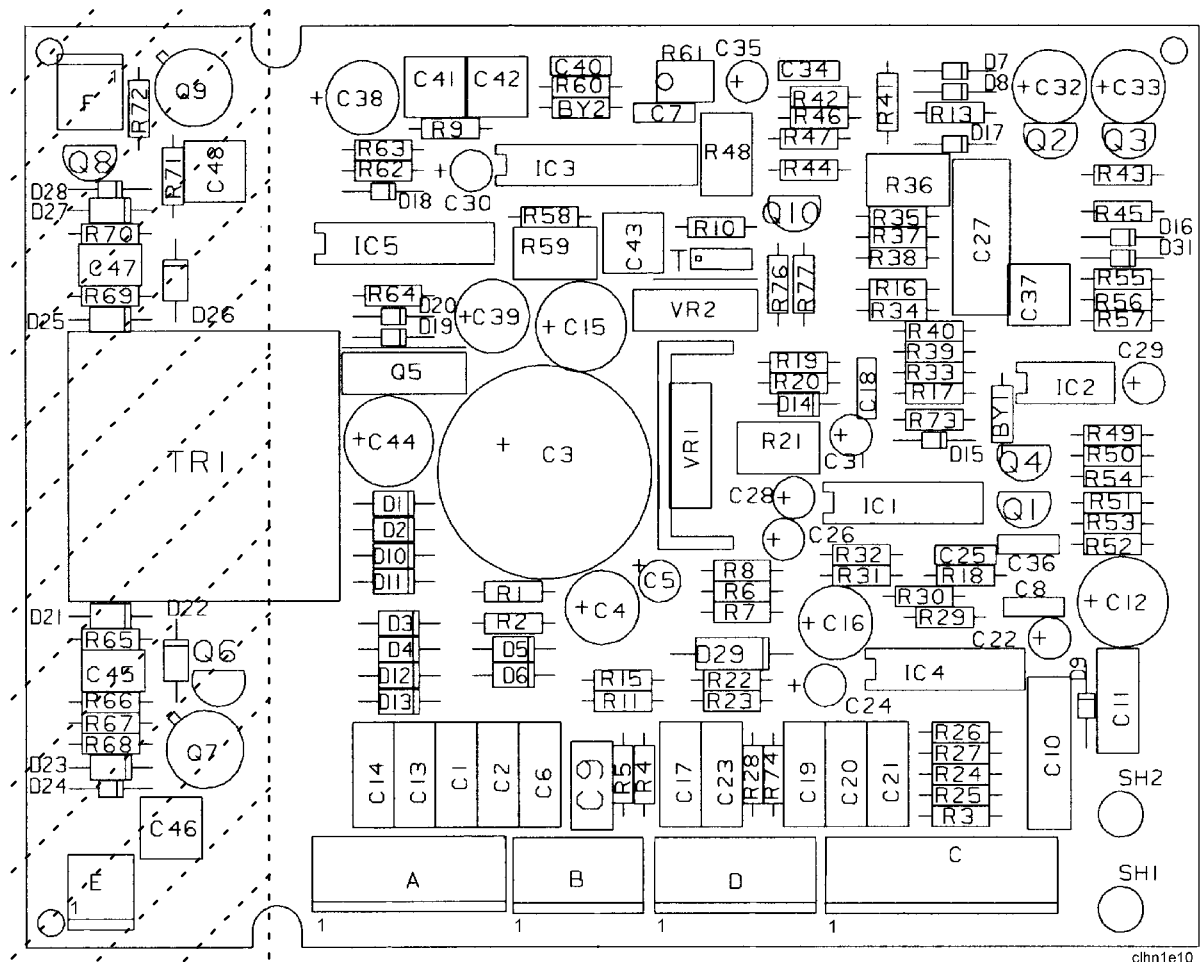 F
1
R72
Q9
C38
C41
C42
C40
R60
BY2
R61
C7
C35
C34
R42
R46
R47
R41
D7
D8
R13
D17
C32
C33
Q2
Q3
Q8
R71
C48
R9
R63
R62
D18
C30
IC3
R48
R44
R36
R43
D28
D27
R70
C47
R69
D25
D26
IC5
R58
R59
C43
R10
T
Q10
R76
R77
R35
R37
R38
R16
R34
C27
C37
R45
D16
D31
R55
R56
R57
R64
D20
D19
C39
C15
VR2
R40
R39
R33
R17
R73
D15
TR1
Q5
C44
C3
VR1
R19
R20
D14
C18
R21
C31
BY1
IC2
C29
Q4
R49
R50
R54
D1
D2
D10
D11
C28
C26
IC1
Q1
R51
R53
R52
R1
R2
C5
C4
R8
R6
R7
R32
R31
C25
R18
C36
R30
R29
C8
C22
C12
C16
D21
R65
C45
R66
R67
R68
D23
D24
D22
Q6
Q7
D3
D4
D12
D13
D5
D6
R15
R11
D29
R22
R23
C24
IC4
D9
C11
C10
C14
C13
C1
C2
C6
C9
R5
R4
C17
C23
R28
R74
C19
C20
C21
R26
R27
R24
R25
R3
SH2
C46
E
1
A
1
B
1
D
1
C
1
SH1
clhn1e10